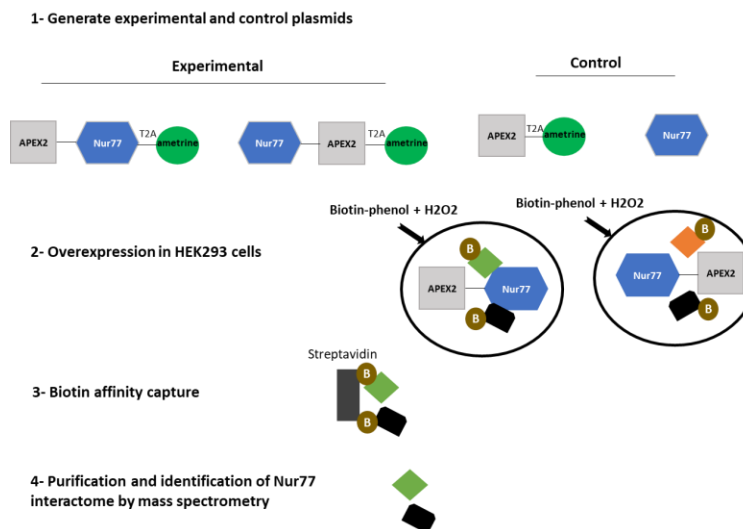 1- Generate experimental and control plasmids
Experimental
Control
APEX2
Nur77
T2A
ametrine
Nur77
APEX2
T2A
ametrine
APEX2
T2A
ametrine
Nur77
Biotin-phenol + H2O2
Biotin-phenol + H2O2
2- Overexpression in HEK293 cells
B
APEX2
Nur77
B
B
Nur77
APEX2
B
Streptavidin
3- Biotin affinity capture
B
B
4- Purification and identification of Nur77
interactome by mass spectrometry